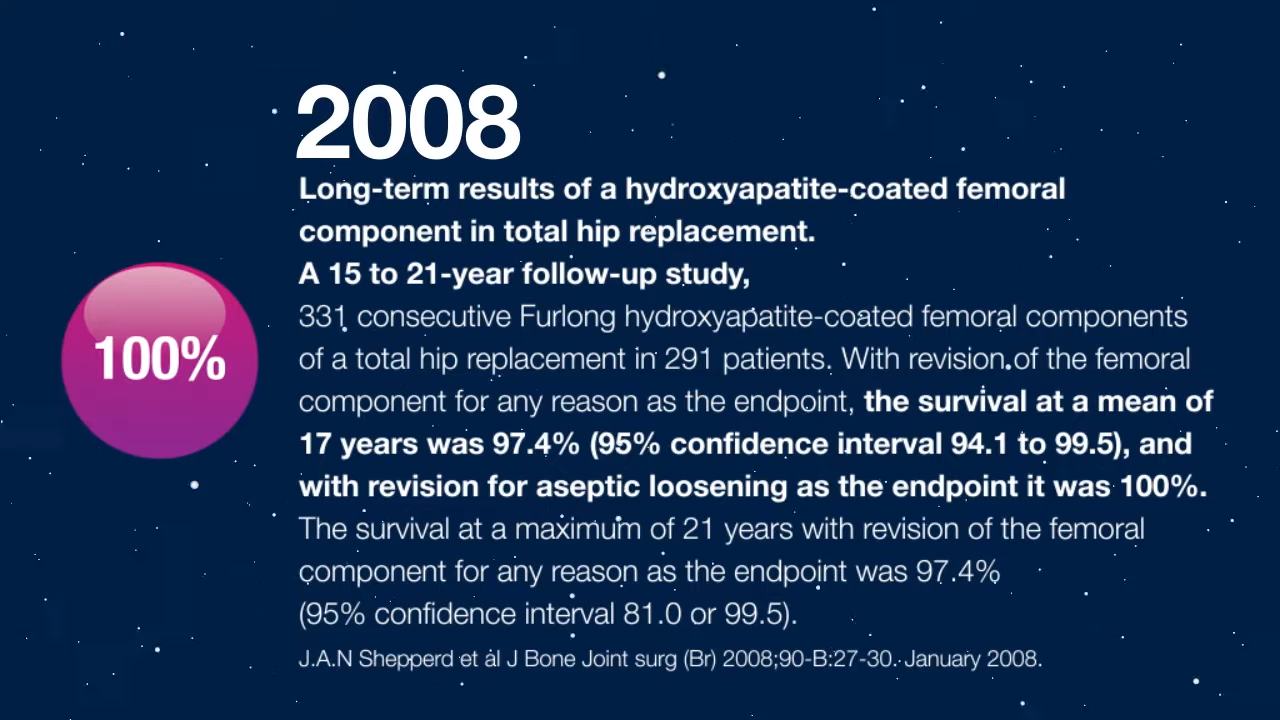 2008
Long-term results of a hydroxyapatite-coated femoral
component in total hip replacement.
A 15 to 21-year follow-up study,
331 consecutive Furlong hydroxyapatite-coated femoral components
of a total hip replacement in 291 patients. With revision of the femoral
100%
component for any reason as the endpoint, the survival at a mean of
17 years was 97.4% (95% confidence interval 94.1 to 99.5), and
with revision for aseptic loosening as the endpoint it was 100%.
The survival at a maximum of 21 years with revision of the femoral
component for any reason as the endpoint was 97.4%
(95% confidence interval 81.0 or 99.5).
J.A.N Shepperd et al J Bone Joint surg (Br) 2008;90-B:27-30. January 2008.